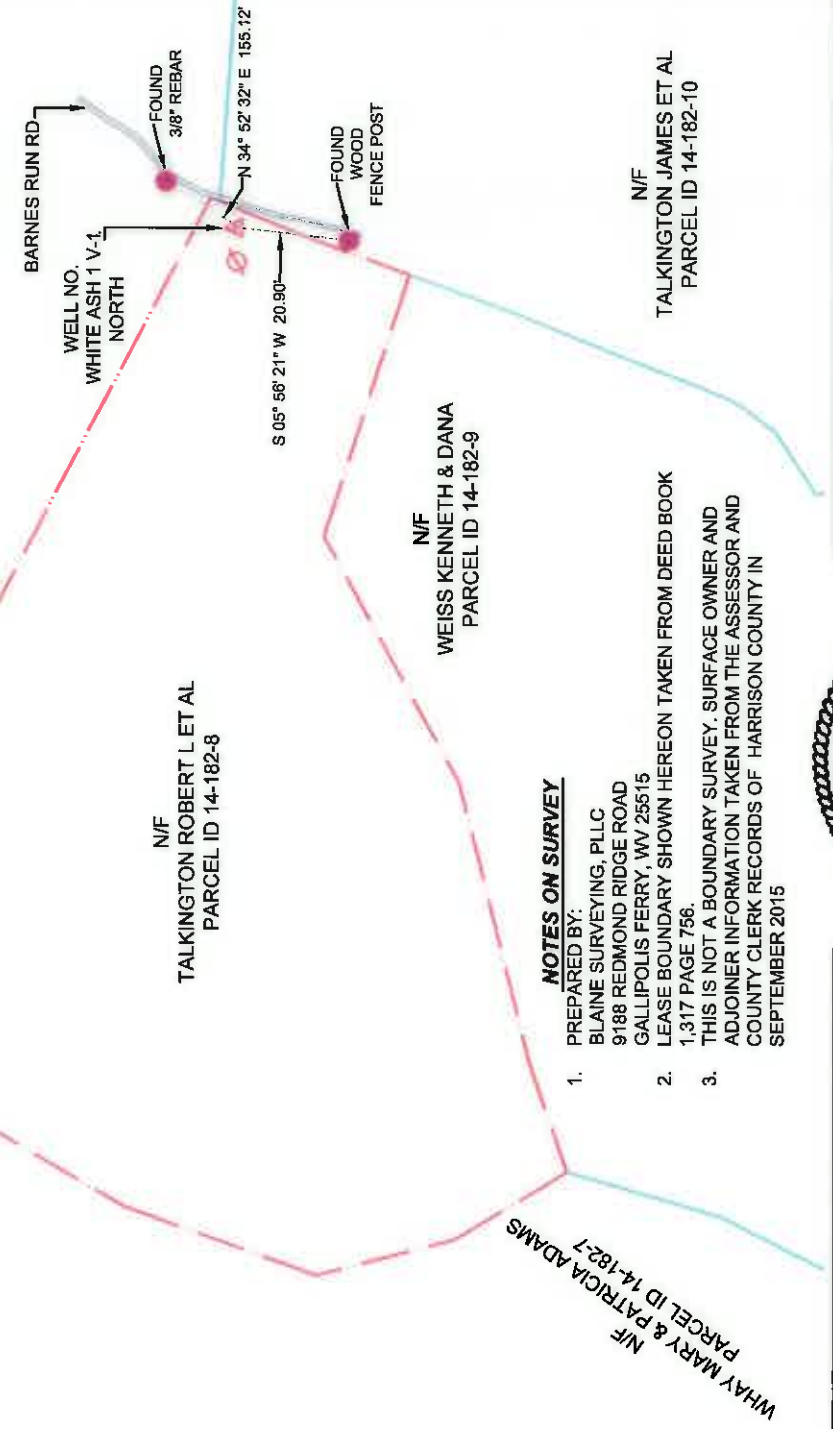 BARNES RUN RD
WELL NO.
WHITE ASH 1 V-1
NORTH
FOUND
3/8" REBAR
N 34° 52' 32" E 155.12'
S 05° 56' 21" W 20.90'
FOUND
WOOD
FENCE POST
N/F
TALKINGTON ROBERT L ET AL
PARCEL ID 14-182-8
N/F
WEISS KENNETH & DANA
PARCEL ID 14-182-9
N/F
TALKINGTON JAMES ET AL
PARCEL ID 14-182-10
NOTES ON SURVEY
1. PREPARED BY:
BLAINE SURVEYING, PLLC
9188 REDMOND RIDGE ROAD
GALLIPOLIS FERRY, WV 25515
2. LEASE BOUNDARY SHOWN HEREON TAKEN FROM DEED BOOK
1,317 PAGE 756.
3. THIS IS NOT A BOUNDARY SURVEY. SURFACE OWNER AND
ADJOINER INFORMATION TAKEN FROM THE ASSESSOR AND
COUNTY CLERK RECORDS OF HARRISON COUNTY IN
SEPTEMBER 2015
N/F
WHAY MARY & PATRICIA ADAMS
PARCEL ID 14-182-7